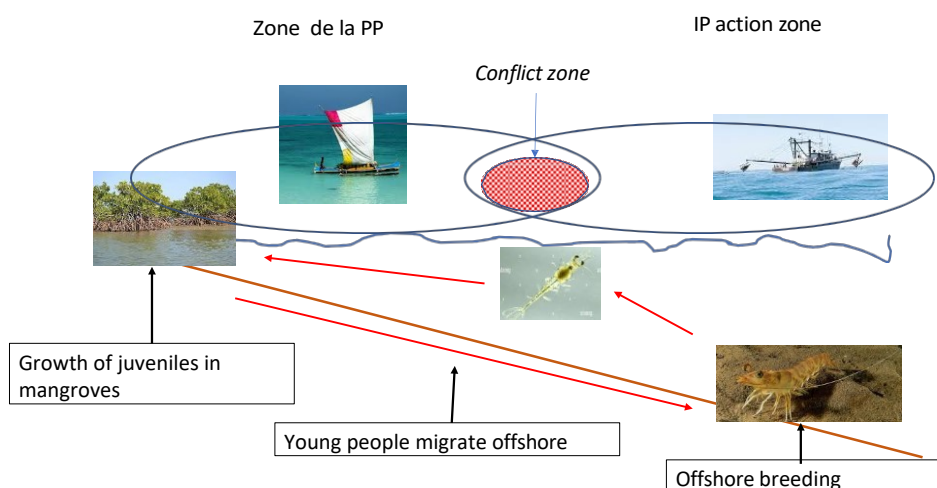 Zone de la PP
IP action zone
Conflict zone
Growth of juveniles in
mangroves
Young people migrate offshore
Offshore breeding